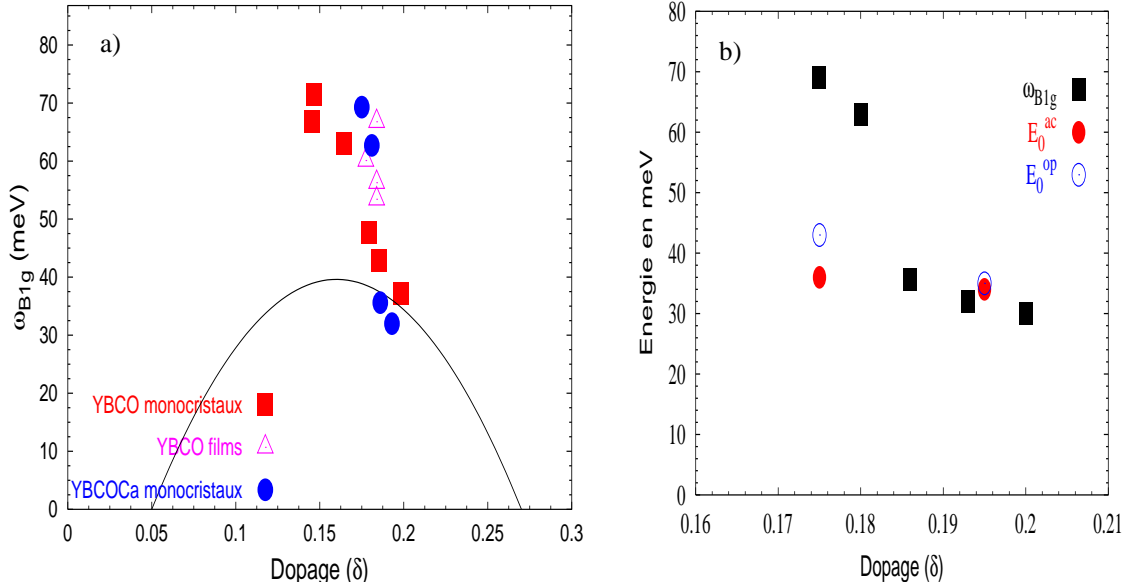 a)
ωB1g (meV)
80
70
60
50
40
30
20
10
0
YBCO monocristaux
YBCO films
YBCOCa monocristaux
0
0.05
0.1
0.15
0.2
0.25
0.3
Dopage (δ)
b)
Energie en meV
80
70
60
50
40
30
20
10
0
ωB1g
E0ac
E0op
0.16
0.17
0.18
0.19
0.2
0.21
Dopage (δ)